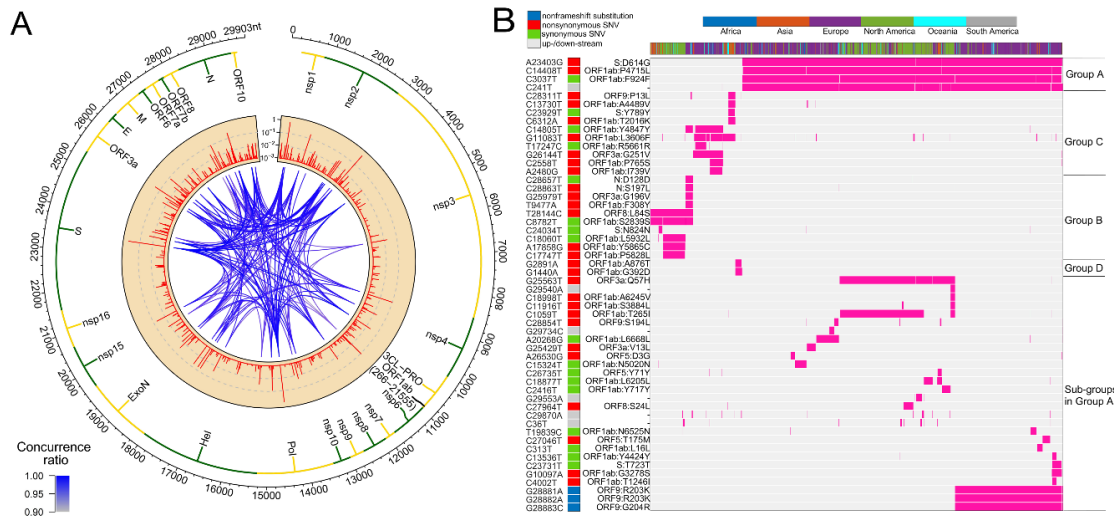 A
29903nt
0
1000
2000
3000
4000
5000
6000
7000
8000
9000
10000
11000
12000
13000
14000
15000
16000
17000
18000
19000
20000
21000
22000
23000
24000
25000
26000
27000
28000
29000
nsp1
nsp2
nsp3
nsp4
3CL-PRO
ORF1ab
(266-21555)
nsp6
nsp7
nsp8
nsp9
nsp10
Pol
Hel
ExoN
nsp15
nsp16
S
ORF3a
E
M
ORF6
ORF7a
ORF7b
ORF8
N
ORF10
1
10-1
10-2
10-3
Concurrence
ratio
1.00
0.95
0.90
B
nonframeshift substitution
nonsynonymous SNV
synonymous SNV
up/down-stream
Africa Asia Europe North America Oceania South America
A23403G S:D614G
C14408T ORF1ab:P4715L
C3037T ORF1ab:F924F
C241T -
Group A
C28311T ORF9:P13L
C13730T ORF1ab:A4489V
C23929T S:Y789Y
C6312A ORF1ab:T2016K
C14805T ORF1ab:Y4847Y
G11083T ORF1ab:L3606F
T17247C ORF1ab:R5661R
G26144T ORF3a:G251V
C2558T ORF1ab:P765S
A2480G ORF1ab:I739V
Group C
C28657T N:D128D
C28863T N:S197L
G25979T ORF3a:G196V
T9477A ORF1ab:F308Y
T28144C ORF8:L84S
C8782T ORF1ab:S2839S
C24034T S:N824N
C18060T ORF1ab:L5932L
A17858G ORF1ab:Y5865C
C17747T ORF1ab:P5828L
Group B
G2891A ORF1ab:A876T
G1440A ORF1ab:G392D
Group D
G25563T ORF3a:Q57H
G29540A -
C18998T ORF1ab:A6245V
C11916T ORF1ab:S3884L
C1059T ORF1ab:T265I
C28854T ORF9:S194L
G29734C -
A20268G ORF1ab:L6668L
G25429T ORF3a:V13L
A26530G ORF5:D3G
C15324T ORF1ab:N5020N
C26735T ORF5:Y71Y
C18877T ORF1ab:L6205L
C2416T ORF1ab:Y717Y
G29553A -
C27964T ORF8:S24L
C29870A -
C36T -
T19839C ORF1ab:N6525N
C27046T ORF5:T175M
C313T ORF1ab:L16L
C13536T ORF1ab:Y4424Y
C23731T S:T723T
G10097A ORF1ab:G3278S
C4002T ORF1ab:T1246I
G28881A ORF9:R203K
G28882A ORF9:R203K
G28883C ORF9:G204R
Sub-groups
in Group A